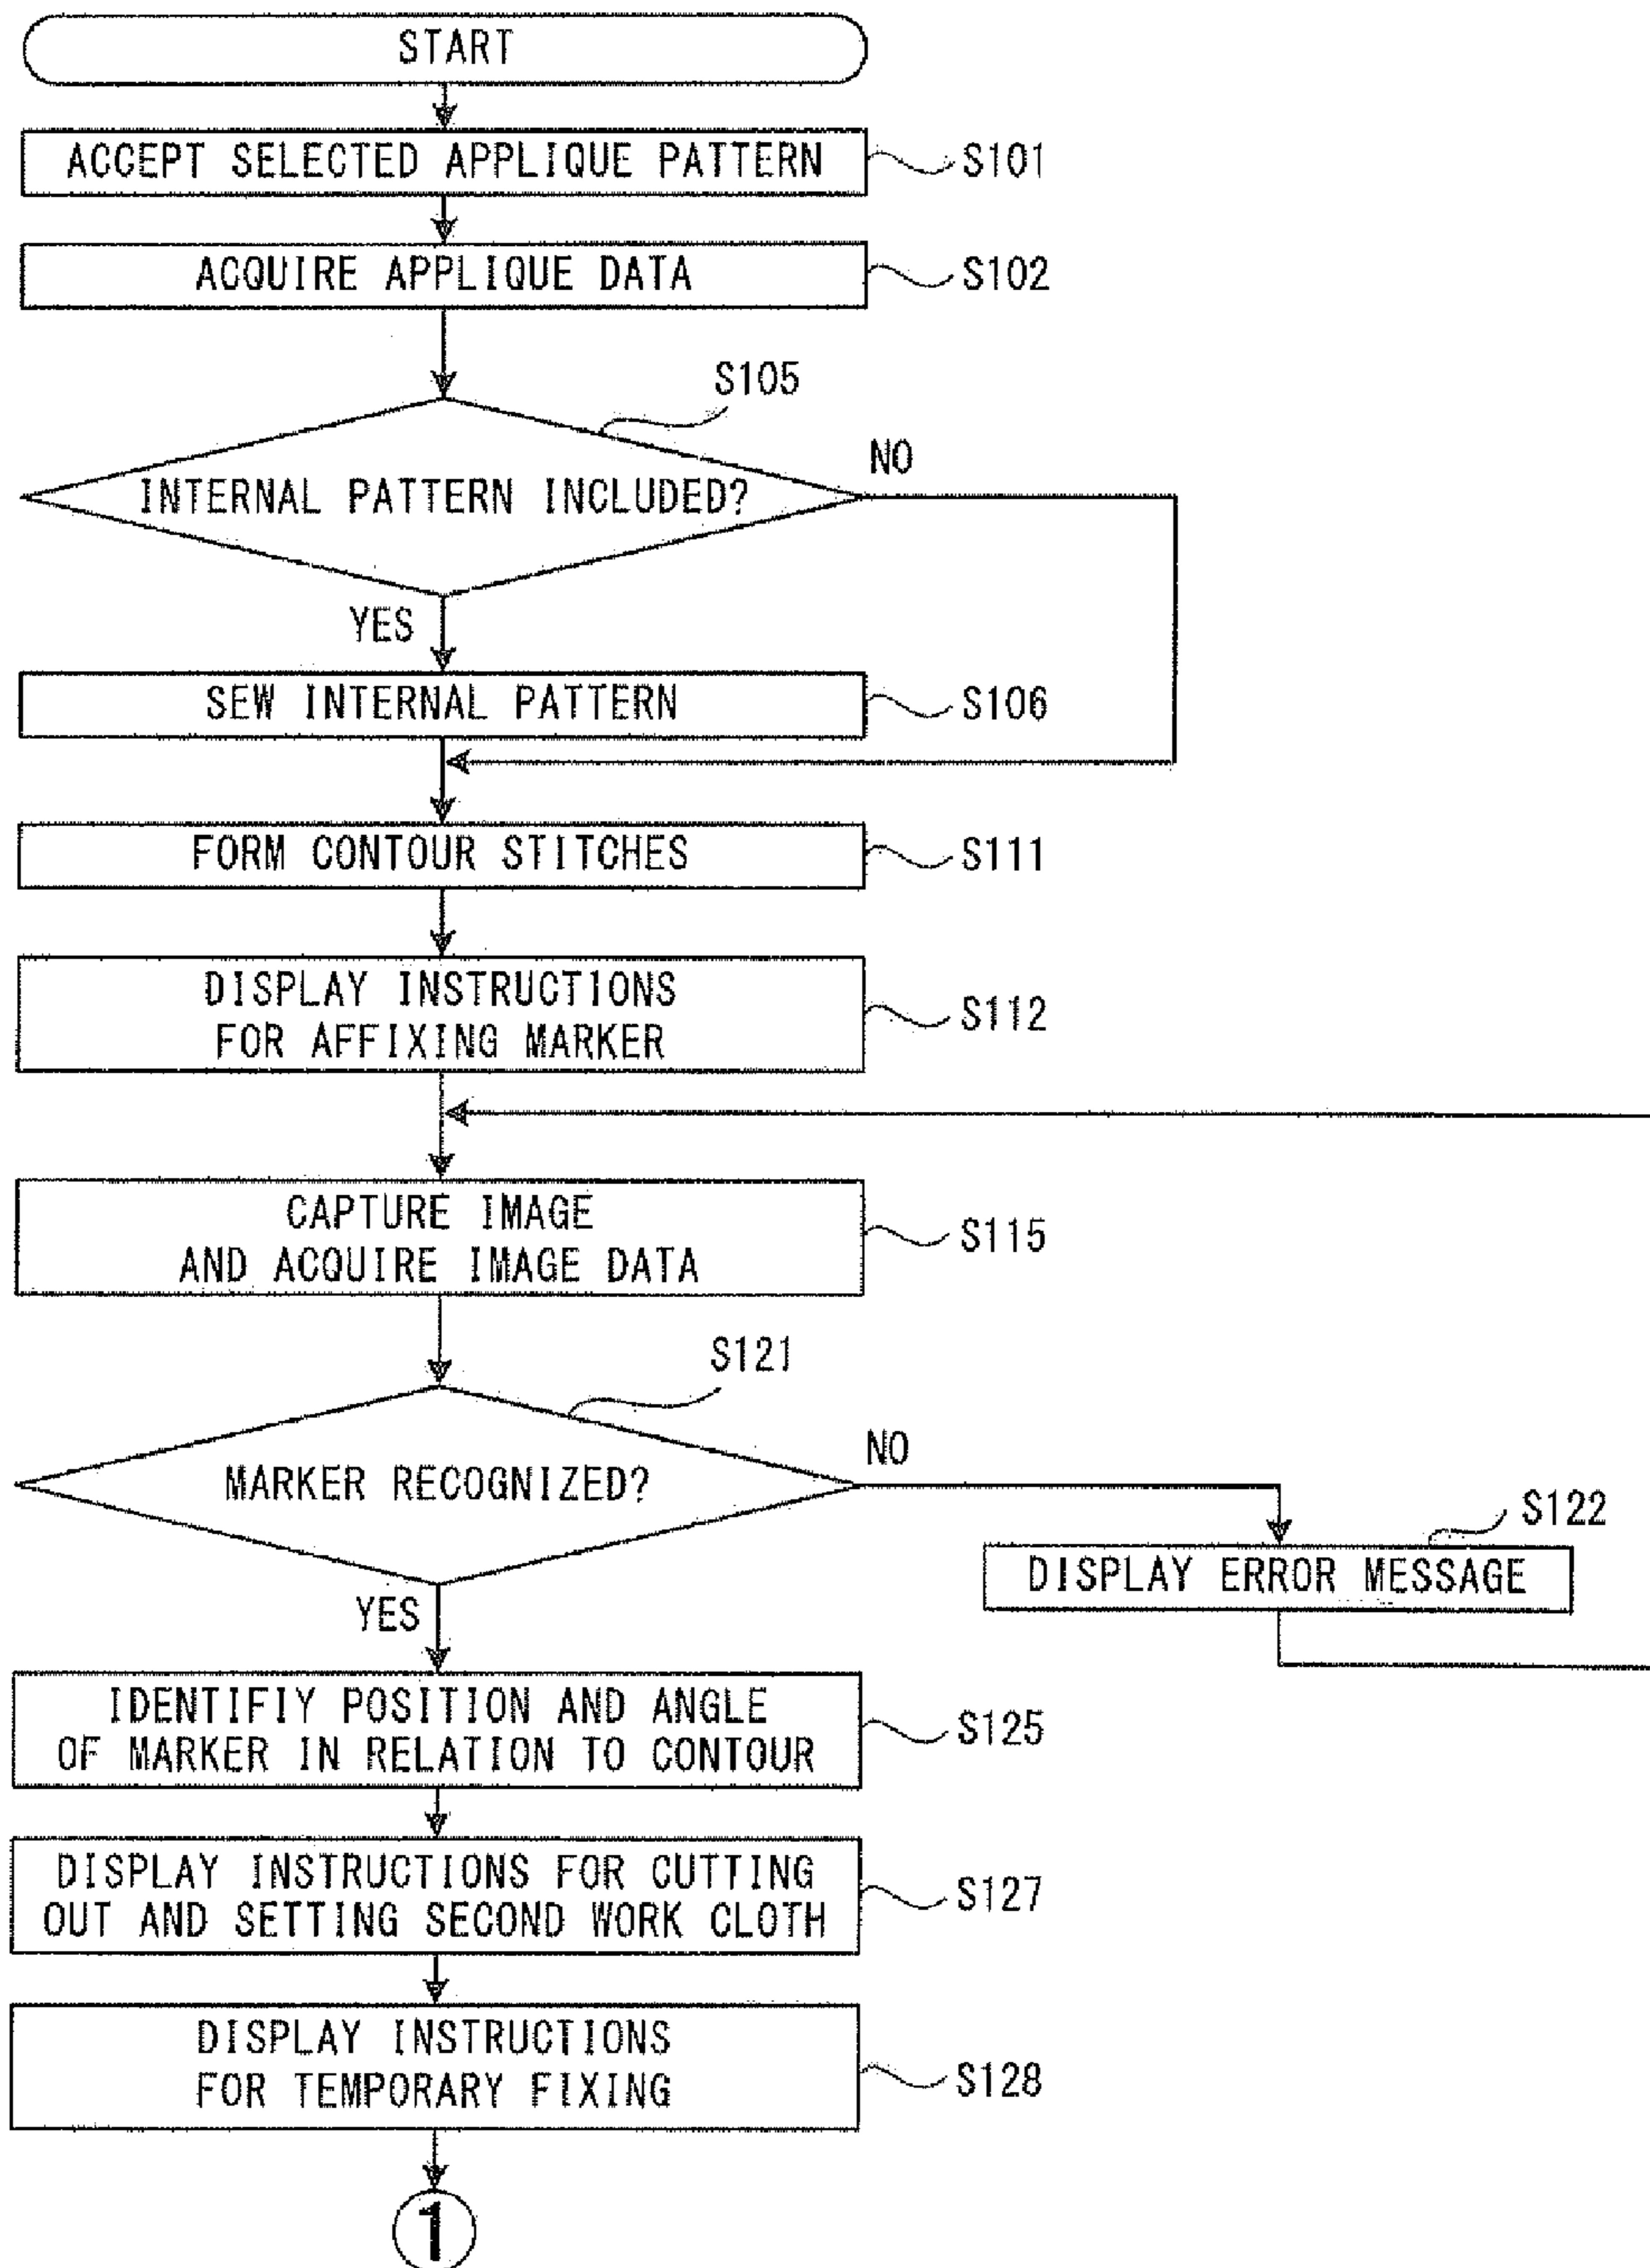 START
ACCEPT SELECTED APPLIQUE PATTERN
S101
ACQUIRE APPLIQUE DATA
S102
S105
INTERNAL PATTERN INCLUDED?
NO
YES
SEW INTERNAL PATTERN
S106
FORM CONTOUR STITCHES
S111
DISPLAY INSTRUCTIONS
FOR AFFIXING MARKER
S112
CAPTURE IMAGE
AND ACQUIRE IMAGE DATA
S115
S121
MARKER RECOGNIZED?
NO
S122
DISPLAY ERROR MESSAGE
YES
IDENTIFIY POSITION AND ANGLE
OF MARKER IN RELATION TO CONTOUR
S125
DISPLAY INSTRUCTIONS FOR CUTTING
OUT AND SETTING SECOND WORK CLOTH
S127
DISPLAY INSTRUCTIONS
FOR TEMPORARY FIXING
S128
1